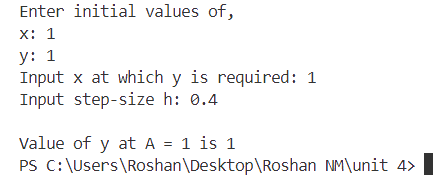 Enter initial values of,
x: 1
y: 1
Input x at which y is required: 1
Input step-size h: 0.4
Value of y at A = 1 is 1
PS C:\Users\Roshan\Desktop\Roshan NM\unit 4>